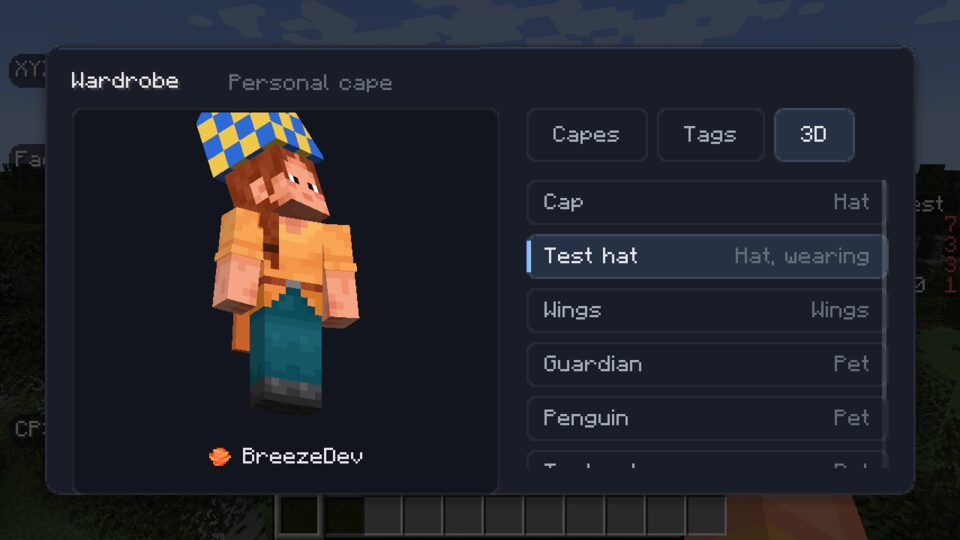 Wardrobe Personal cape
XYZ
Capes Tags 3D
Cap Hat
Test hat Hat, wearing
Wings Wings
Guardian Pet
Penguin Pet
BreezeDev